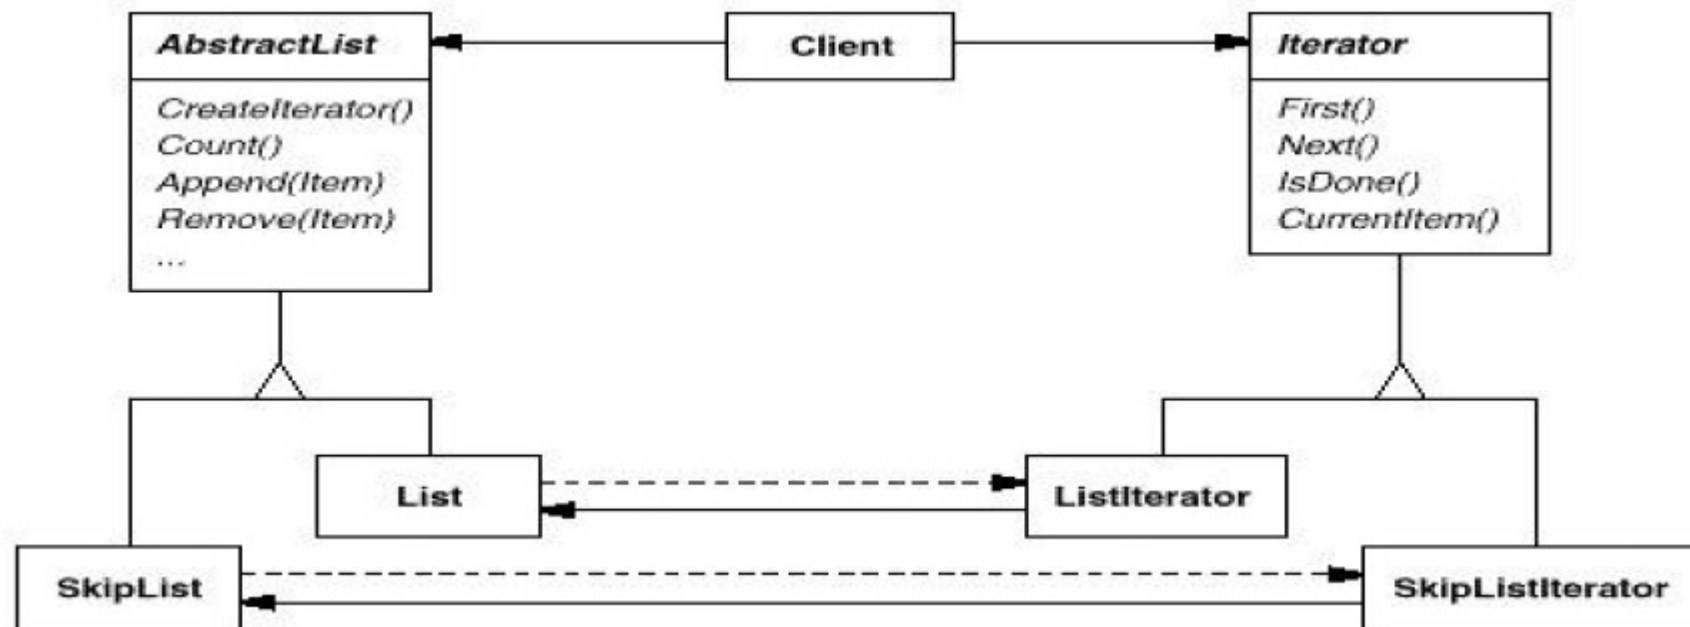 AbstractList
CreateIterator()
Count()
Append(Item)
Remove(Item)
...
Client
Iterator
First()
Next()
IsDone()
CurrentItem()
List
ListIterator
SkipList
SkipListIterator